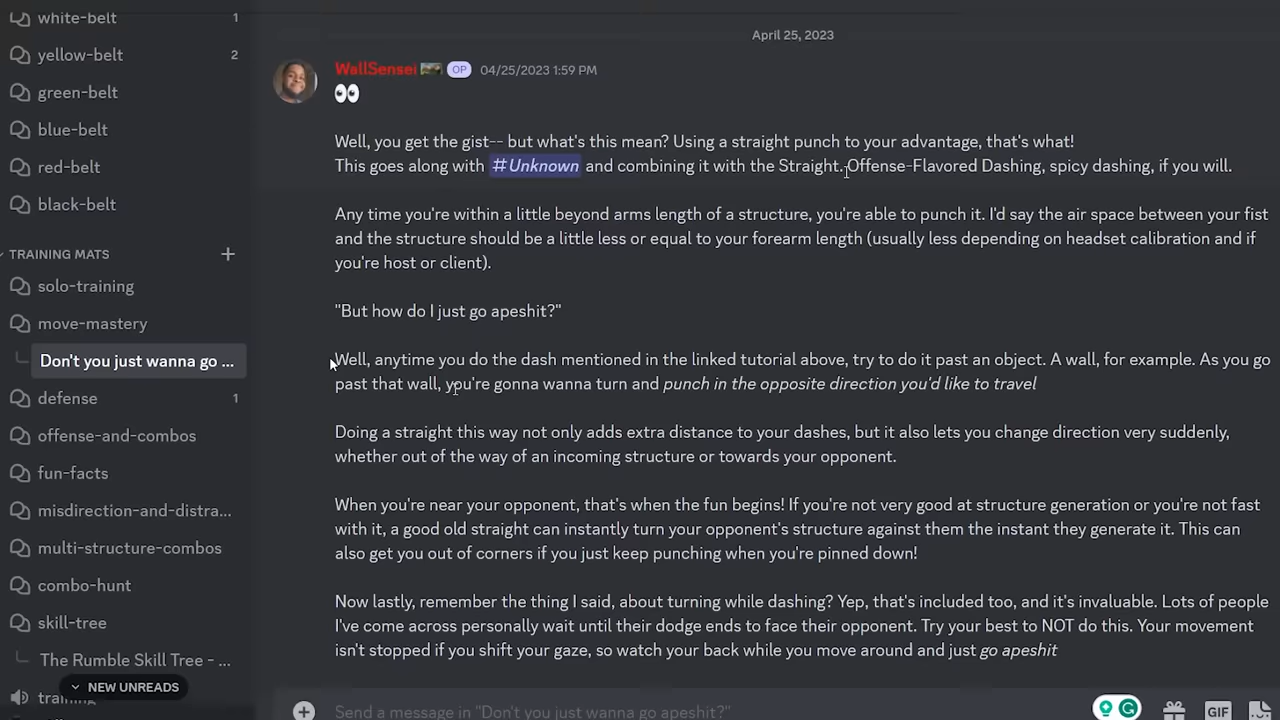 white-belt 1
yellow-belt 2
green-belt
blue-belt
red-belt
black-belt
TRAINING MATS +
solo-training
move-mastery
Don't you just wanna go ...
defense 1
offense-and-combos
fun-facts
misdirection-and-distra...
multi-structure-combos
combo-hunt
skill-tree
The Rumble Skill Tree - ...
NEW UNREADS
April 25, 2023
WallSensei OP 04/25/2023 1:59 PM
👀
Well, you get the gist-- but what's this mean? Using a straight punch to your advantage, that's what!
This goes along with #Unknown and combining it with the Straight. Offense-Flavored Dashing, spicy dashing, if you will.
Any time you're within a little beyond arms length of a structure, you're able to punch it. I'd say the air space between your fist
and the structure should be a little less or equal to your forearm length (usually less depending on headset calibration and if
you're host or client).
"But how do I just go apeshit?"
Well, anytime you do the dash mentioned in the linked tutorial above, try to do it past an object. A wall, for example. As you go
past that wall, you're gonna wanna turn and punch in the opposite direction you'd like to travel
Doing a straight this way not only adds extra distance to your dashes, but it also lets you change direction very suddenly,
whether out of the way of an incoming structure or towards your opponent.
When you're near your opponent, that's when the fun begins! If you're not very good at structure generation or you're not fast
with it, a good old straight can instantly turn your opponent's structure against them the instant they generate it. This can
also get you out of corners if you just keep punching when you're pinned down!
Now lastly, remember the thing I said, about turning while dashing? Yep, that's included too, and it's invaluable. Lots of people
I've come across personally wait until their dodge ends to face their opponent. Try your best to NOT do this. Your movement
isn't stopped if you shift your gaze, so watch your back while you move around and just go apeshit
Send a message in "Don't you just wanna go apeshit?"
GIF